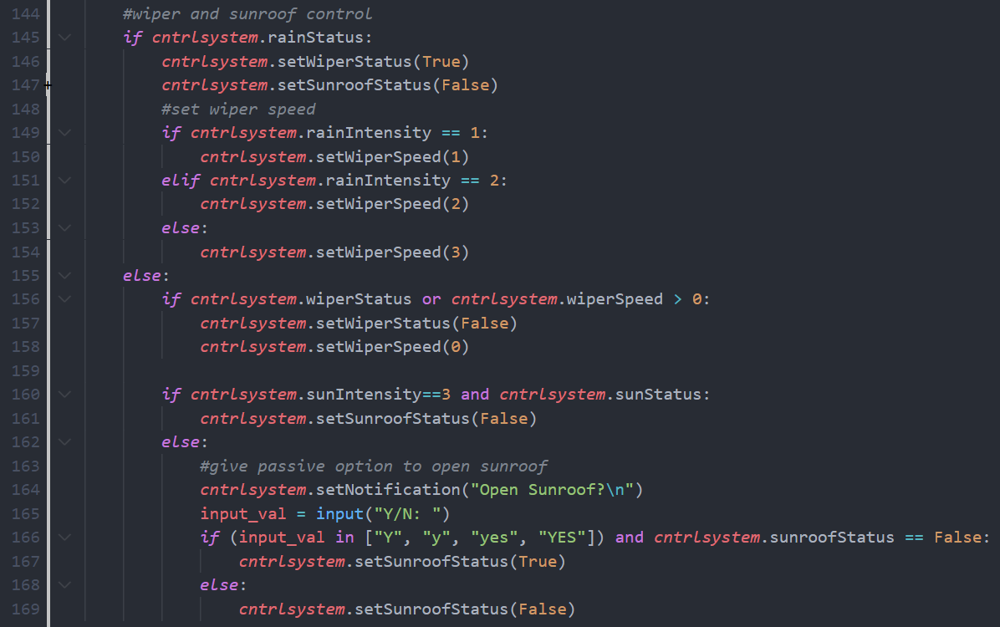 144 #wiper and sunroof control
145 if cntrlsystem.rainStatus:
146 cntrlsystem.setWiperStatus(True)
147 cntrlsystem.setSunroofStatus(False)
148 #set wiper speed
149 if cntrlsystem.rainIntensity == 1:
150 cntrlsystem.setWiperSpeed(1)
151 elif cntrlsystem.rainIntensity == 2:
152 cntrlsystem.setWiperSpeed(2)
153 else:
154 cntrlsystem.setWiperSpeed(3)
155 else:
156 if cntrlsystem.wiperStatus or cntrlsystem.wiperSpeed > 0:
157 cntrlsystem.setWiperStatus(False)
158 cntrlsystem.setWiperSpeed(0)
159
160 if cntrlsystem.sunIntensity==3 and cntrlsystem.sunStatus:
161 cntrlsystem.setSunroofStatus(False)
162 else:
163 #give passive option to open sunroof
164 cntrlsystem.setNotification("Open Sunroof?\n")
165 input_val = input("Y/N: ")
166 if (input_val in ["Y", "y", "yes", "YES"]) and cntrlsystem.sunroofStatus == False:
167 cntrlsystem.setSunroofStatus(True)
168 else:
169 cntrlsystem.setSunroofStatus(False)